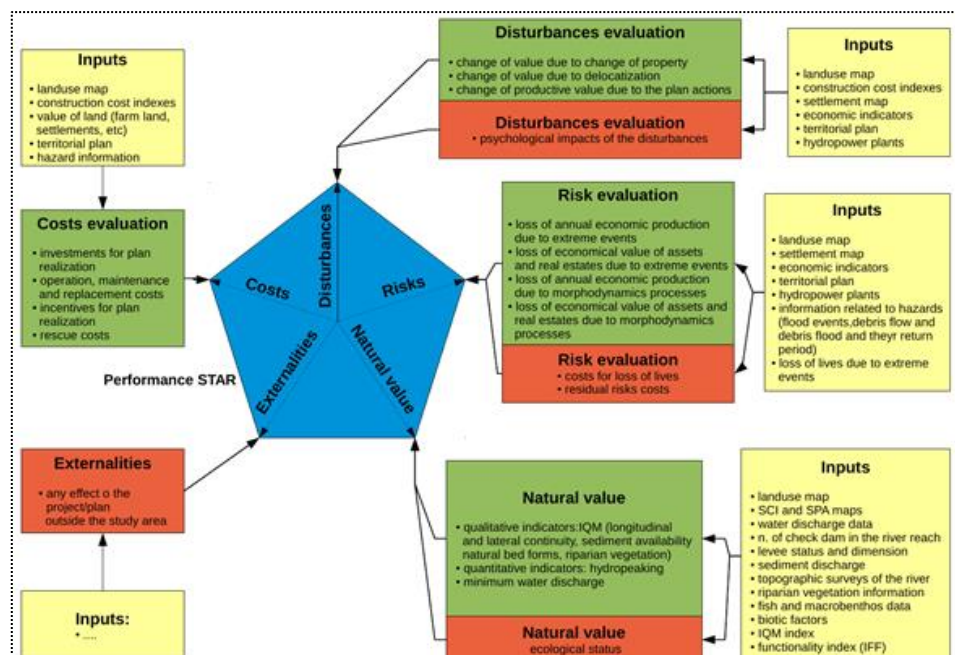 Inputs
• landuse map
• construction cost indexes
• value of land (farm land,
settlements, etc)
• territorial plan
• hazard information
Costs evaluation
• investments for plan
realization
• operation, maintenance
and replacement costs
• incentives for plan
realization
• rescue costs
Disturbances evaluation
• change of value due to change of property
• change of value due to delocatization
• change of productive value due to the plan actions
Disturbances evaluation
• psychological impacts of the disturbances
Inputs
• landuse map
• construction cost indexes
• settlement map
• economic indicators
• territorial plan
• hydropower plants
Costs
Disturbances
Risks
Externalities
Natural value
Performance STAR
Risk evaluation
• loss of annual economic production
due to extreme events
• loss of economical value of assets
and real estates due to extreme events
• loss of annual economic production
due to morphodynamics processes
• loss of economical value of assets and
real estates due to morphodynamics
processes
Risk evaluation
• costs for loss of lives
• residual risks costs
Inputs
• landuse map
• settlement map
• economic indicators
• territorial plan
• hydropower plants
• information related to hazards
(flood events,debris flow and
debris flood and theyr return
period)
• loss of lives due to extreme
events
Externalities
• any effect o the
project/plan
outside the study area
Inputs:
• ....
Natural value
• qualitative indicators:IQM (longitudinal
and lateral continuity, sediment availability
natural bed forms, riparian vegetation)
• quantitative indicators: hydropeaking
• minimum water discharge
Natural value
ecological status
Inputs
• landuse map
• SCI and SPA maps
• water discharge data
• n. of check dam in the river reach
• levee status and dimension
• sediment discharge
• topographic surveys of the river
• riparian vegetation information
• fish and macrobenthos data
• biotic factors
• IQM index
• functionality index (IFF)